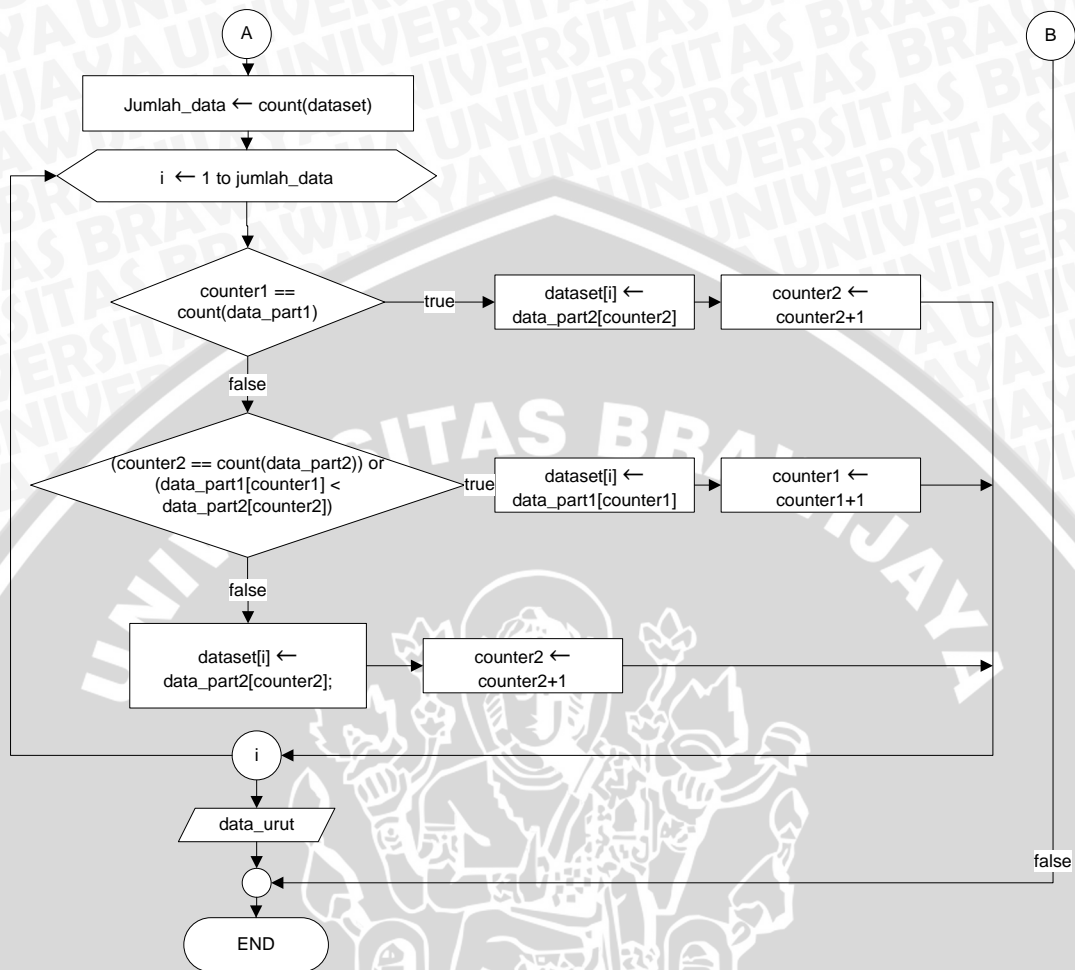 A
B
Jumlah_data ← count(dataset)
i ← 1 to jumlah_data
counter1 ==
count(data_part1)
true
dataset[i] ←
data_part2[counter2]
counter2 ←
counter2+1
false
(counter2 == count(data_part2)) or
(data_part1[counter1] <
data_part2[counter2])
true
dataset[i] ←
data_part1[counter1]
counter1 ←
counter1+1
false
dataset[i] ←
data_part2[counter2];
counter2 ←
counter2+1
i
data_urut
false
END
UNIVERSITAS BRAWIJAYA